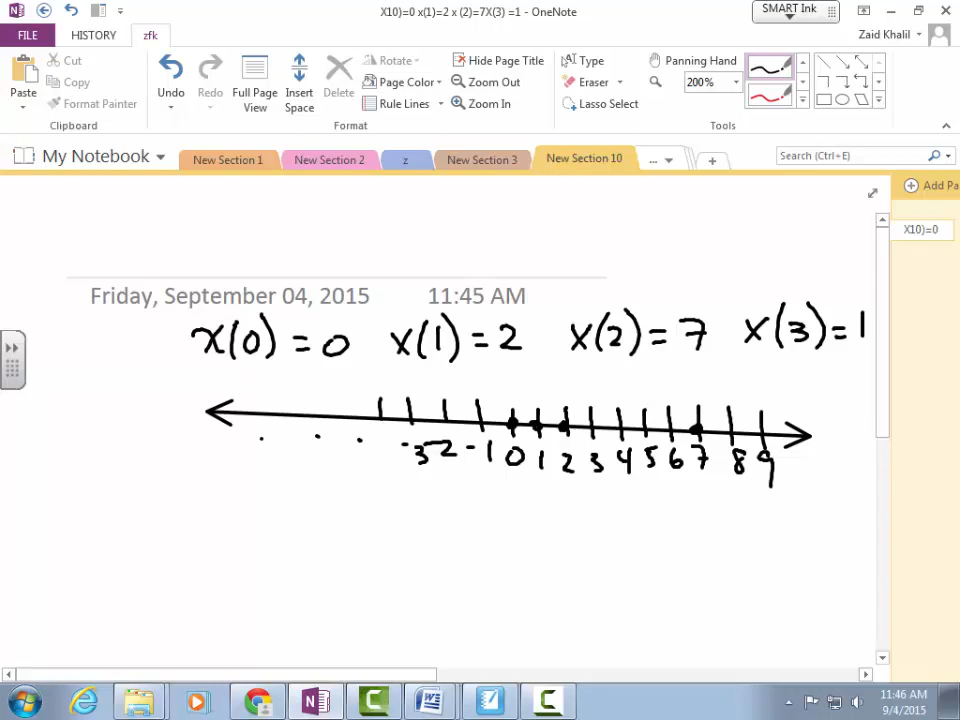 X10)=0 x(1)=2 x (2)=7X(3) =1 - OneNote
SMART Ink
FILE HISTORY zfk
Zaid Khalil
Cut
Copy
Format Painter
Paste
Clipboard
Undo Redo Full Page View Insert Space Delete
Rotate
Page Color
Rule Lines
Hide Page Title
Zoom Out
Zoom In
Format
Type
Eraser
Lasso Select
Panning Hand
200%
Tools
My Notebook New Section 1 New Section 2 z New Section 3 New Section 10 ... +
Search (Ctrl+E)
Add Pa
X10)=0
Friday, September 04, 2015 11:45 AM
x(0) = 0 x(1) = 2 x(2) = 7 x(3) = 1
-3 -2 -1 0 1 2 3 4 5 6 7 8 9
11:46 AM
9/4/2015